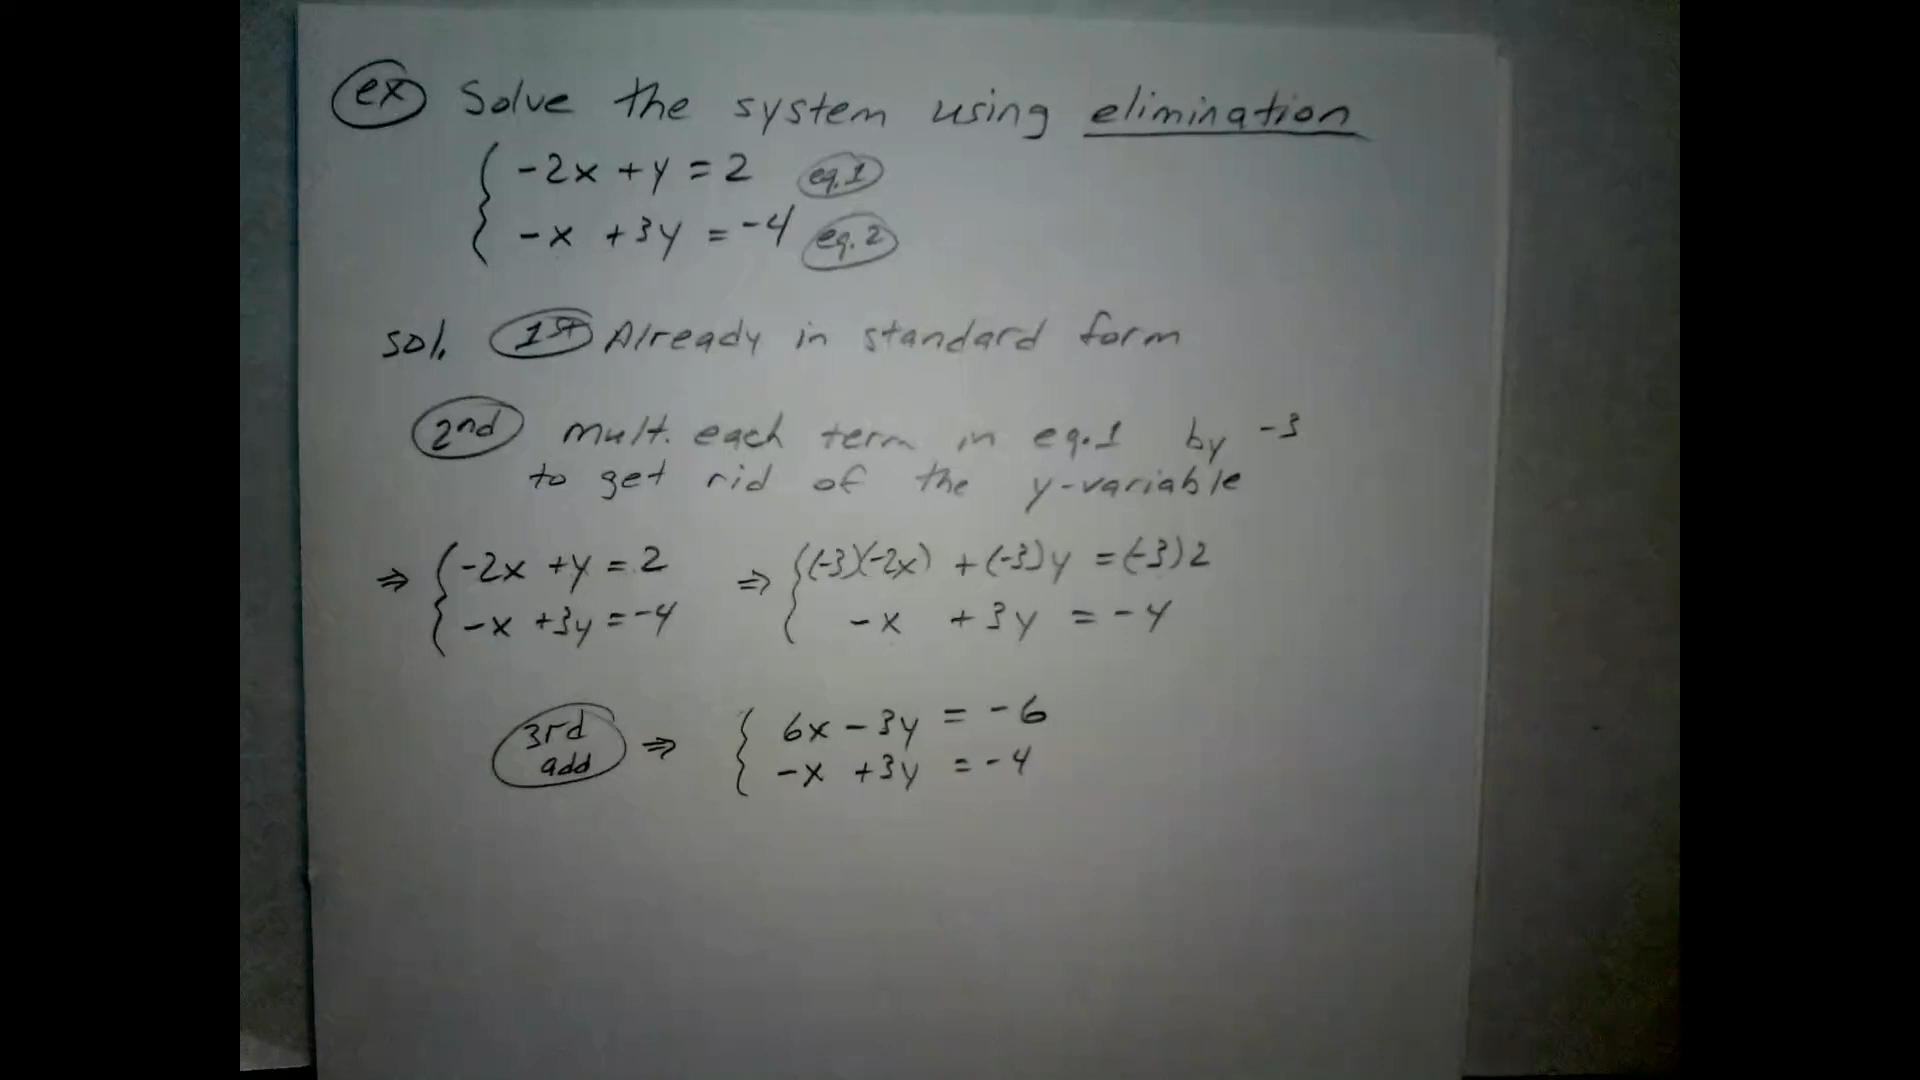 ex Solve the system using elimination
-2x + y = 2 eq.1
-x + 3y = -4 eq.2
sol. 1st Already in standard form
2nd mult. each term in eq.1 by -3
to get rid of the y-variable
⇒ { -2x + y = 2 ⇒ { (-3)(-2x) + (-3)y = (-3)2
-x + 3y = -4 -x + 3y = -4
3rd add ⇒ { 6x - 3y = -6
-x + 3y = -4